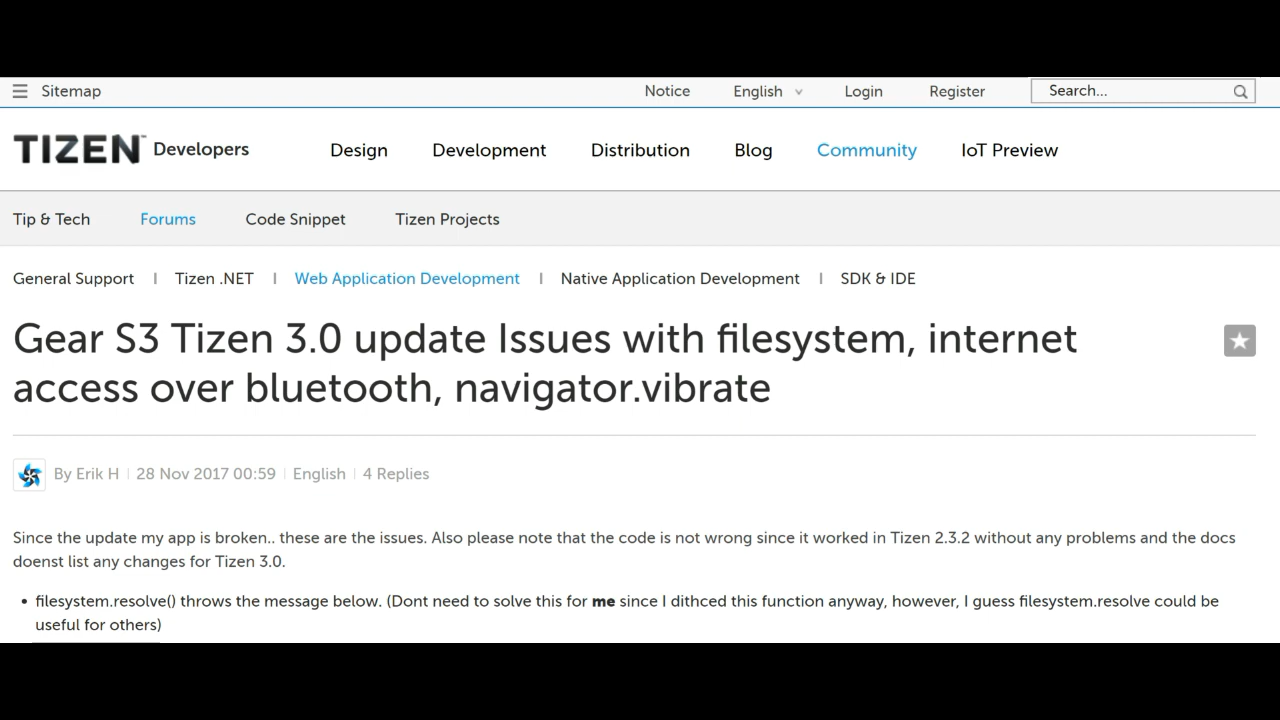 Sitemap
Notice English Login Register Search...
TIZEN™ Developers
Design Development Distribution Blog Community IoT Preview
Tip & Tech Forums Code Snippet Tizen Projects
General Support | Tizen .NET | Web Application Development | Native Application Development | SDK & IDE
Gear S3 Tizen 3.0 update Issues with filesystem, internet
access over bluetooth, navigator.vibrate
By Erik H | 28 Nov 2017 00:59 | English | 4 Replies
Since the update my app is broken.. these are the issues. Also please note that the code is not wrong since it worked in Tizen 2.3.2 without any problems and the docs
doenst list any changes for Tizen 3.0.
• filesystem.resolve() throws the message below. (Dont need to solve this for me since I dithced this function anyway, however, I guess filesystem.resolve could be
useful for others)